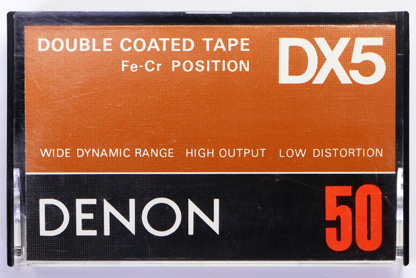 DOUBLE COATED TAPE DX5
Fe-Cr POSITION
WIDE DYNAMIC RANGE HIGH OUTPUT LOW DISTORTION
DENON 50